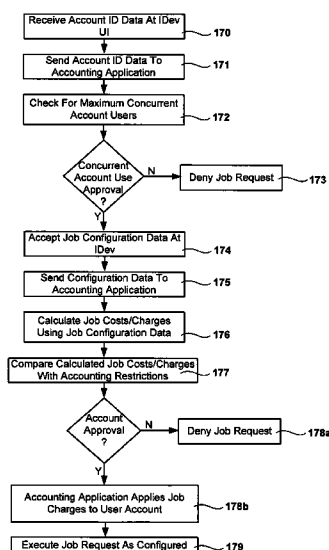 Receive Account ID Data At IDev
UI
170
Send Account ID Data To
Accounting Application
171
Check For Maximum Concurrent
Account Users
172
Concurrent
Account Use
Approval
?
N
Y
Deny Job Request
173
Accept Job Configuration Data At
IDev
174
Send Configuration Data To
Accounting Application
175
Calculate Job Costs/Charges
Using Job Configuration Data
176
Compare Calculated Job Costs/Charges
With Accounting Restrictions
177
Account
Approval
?
N
Y
Deny Job Request
178a
Accounting Application Applies Job
Charges to User Account
178b
Execute Job Request As Configured
179